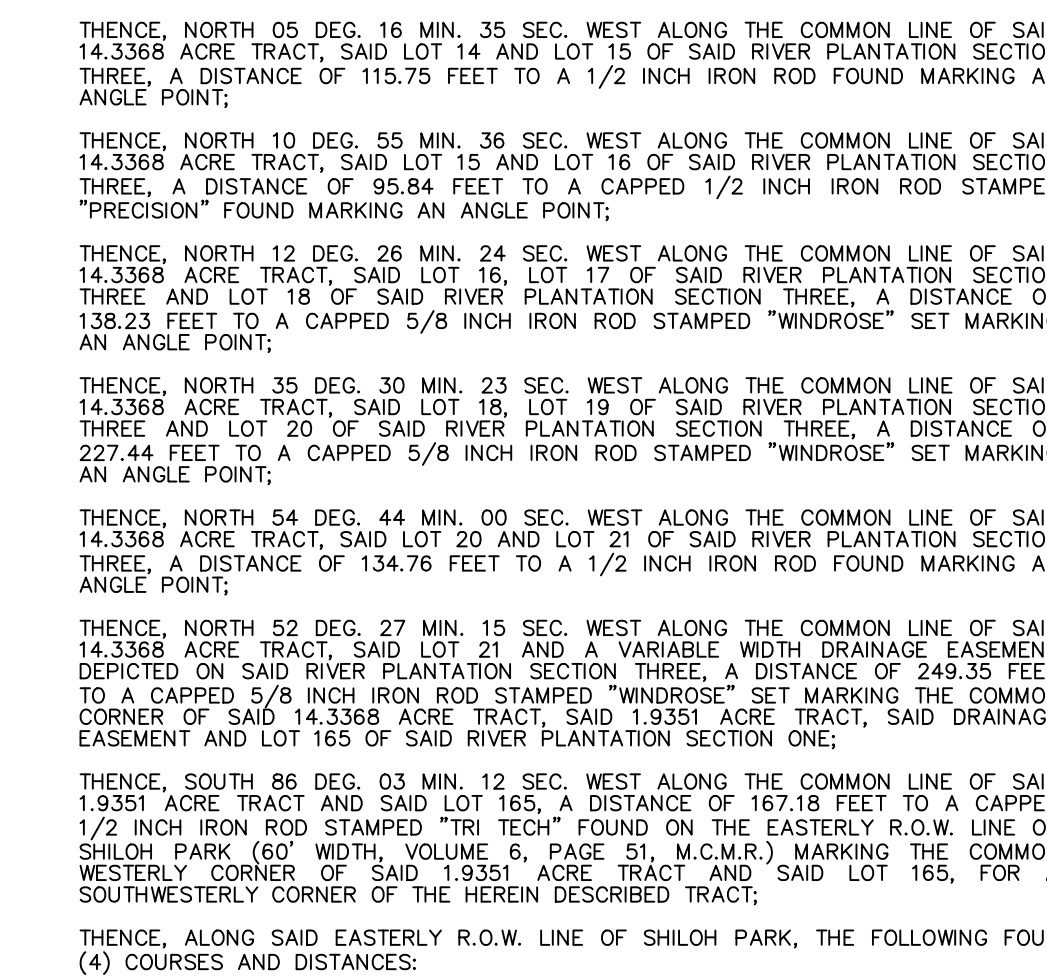 THENCE, NORTH 05 DEG. 16 MIN. 35 SEC. WEST ALONG THE COMMON LINE OF SAI
14.3368 ACRE TRACT, SAID LOT 14 AND LOT 15 OF SAID RIVER PLANTATION SECTIO
THREE, A DISTANCE OF 115.75 FEET TO A 1/2 INCH IRON ROD FOUND MARKING A
ANGLE POINT;
THENCE, NORTH 10 DEG. 55 MIN. 36 SEC. WEST ALONG THE COMMON LINE OF SAI
14.3368 ACRE TRACT, SAID LOT 15 AND LOT 16 OF SAID RIVER PLANTATION SECTIO
THREE, A DISTANCE OF 95.84 FEET TO A CAPPED 1/2 INCH IRON ROD STAMPE
"PRECISION" FOUND MARKING AN ANGLE POINT;
THENCE, NORTH 12 DEG. 26 MIN. 24 SEC. WEST ALONG THE COMMON LINE OF SAI
14.3368 ACRE TRACT, SAID LOT 16, LOT 17 OF SAID RIVER PLANTATION SECTIO
THREE AND LOT 18 OF SAID RIVER PLANTATION SECTION THREE, A DISTANCE O
138.23 FEET TO A CAPPED 5/8 INCH IRON ROD STAMPED "WINDROSE" SET MARKIN
AN ANGLE POINT;
THENCE, NORTH 35 DEG. 30 MIN. 23 SEC. WEST ALONG THE COMMON LINE OF SAI
14.3368 ACRE TRACT, SAID LOT 18, LOT 19 OF SAID RIVER PLANTATION SECTIO
THREE AND LOT 20 OF SAID RIVER PLANTATION SECTION THREE, A DISTANCE O
227.44 FEET TO A CAPPED 5/8 INCH IRON ROD STAMPED "WINDROSE" SET MARKIN
AN ANGLE POINT;
THENCE, NORTH 54 DEG. 44 MIN. 00 SEC. WEST ALONG THE COMMON LINE OF SAI
14.3368 ACRE TRACT, SAID LOT 20 AND LOT 21 OF SAID RIVER PLANTATION SECTIO
THREE, A DISTANCE OF 134.76 FEET TO A 1/2 INCH IRON ROD FOUND MARKING A
ANGLE POINT;
THENCE, NORTH 52 DEG. 27 MIN. 15 SEC. WEST ALONG THE COMMON LINE OF SAI
14.3368 ACRE TRACT, SAID LOT 21 AND A VARIABLE WIDTH DRAINAGE EASEMEN
DEPICTED ON SAID RIVER PLANTATION SECTION THREE, A DISTANCE OF 249.35 FEE
TO A CAPPED 5/8 INCH IRON ROD STAMPED "WINDROSE" SET MARKING THE COMMO
CORNER OF SAID 14.3368 ACRE TRACT, SAID 1.9351 ACRE TRACT, SAID DRAINAG
EASEMENT AND LOT 165 OF SAID RIVER PLANTATION SECTION ONE;
THENCE, SOUTH 86 DEG. 03 MIN. 12 SEC. WEST ALONG THE COMMON LINE OF SAI
1.9351 ACRE TRACT AND SAID LOT 165, A DISTANCE OF 167.18 FEET TO A CAPPE
1/2 INCH IRON ROD STAMPED "TRI TECH" FOUND ON THE EASTERLY R.O.W. LINE O
SHILOH PARK (60' WIDTH, VOLUME 6, PAGE 51, M.C.M.R.) MARKING THE COMMO
WESTERLY CORNER OF SAID 1.9351 ACRE TRACT AND SAID LOT 165, FOR
SOUTHWESTERLY CORNER OF THE HEREIN DESCRIBED TRACT;
THENCE, ALONG SAID EASTERLY R.O.W. LINE OF SHILOH PARK, THE FOLLOWING FOU
(4) COURSES AND DISTANCES: